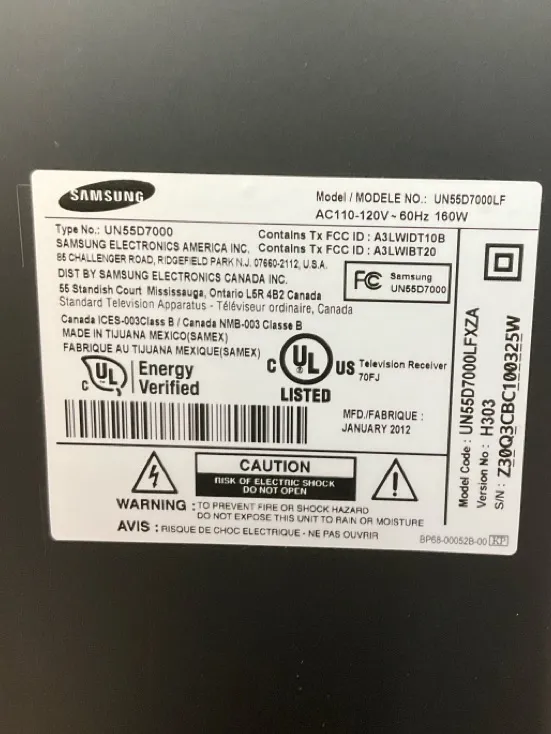 SAMSUNG
Model / MODELE NO.: UN55D7000LF
AC110-120V~60Hz 160W
Type No.: UN55D7000
Contains Tx FCC ID : A3LWIDT10B
SAMSUNG ELECTRONICS AMERICA INC.
Contains Tx FCC ID : A3LWIBT20
85 CHALLENGER ROAD, RIDGEFIELD PARK N.J. 07660-2112, U.S.A.
DIST BY SAMSUNG ELECTRONICS CANADA INC.
55 Standish Court Mississauga, Ontario L5R 4B2 Canada
FC Samsung
UN55D7000
Standard Television Apparatus - Téléviseur ordinaire, Canada
Canada ICES-003Class B / Canada NMB-003 Classe B
MADE IN TIJUANA MEXICO(SAMEX)
FABRIQUE AU TIJUANA MEXIQUE(SAMEX)
C UL Energy
Verified
C UL US
LISTED
Television Receiver
70FJ
MFD./FABRIQUE :
JANUARY 2012
CAUTION
RISK OF ELECTRIC SHOCK
DO NOT OPEN
WARNING : TO PREVENT FIRE OR SHOCK HAZARD
DO NOT EXPOSE THIS UNIT TO RAIN OR MOISTURE
AVIS : RISQUE DE CHOC ELECTRIQUE - NE PAS OUVRIR
BP68-00052B-00 KP
Model Code : UN55D7000LFXZA
Version No : H303
S/N : Z30Q3CBC100325W